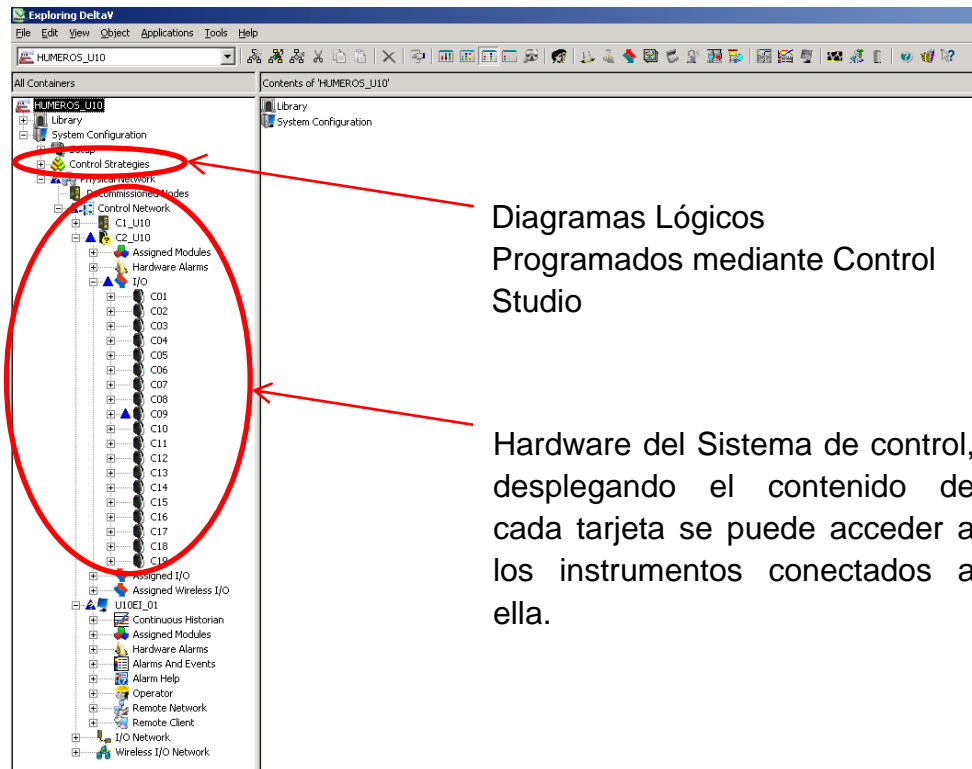 Exploring DeltaV
File Edit View Object Applications Tools Help
HUMEROS_U10
All Containers
Contents of 'HUMEROS_U10'
HUMEROS_U10
Library
System Configuration
Setup
Control Strategies
Physical Network
Decommissioned Nodes
Control Network
C1_U10
C2_U10
Assigned Modules
Hardware Alarms
I/O
C01
C02
C03
C04
C05
C06
C07
C08
C09
C10
C11
C12
C13
C14
C15
C16
C17
C18
C19
Assigned I/O
Assigned Wireless I/O
U10EI_01
Continuous Historian
Assigned Modules
Hardware Alarms
Alarms And Events
Alarm Help
Operator
Remote Network
Remote Client
I/O Network
Wireless I/O Network
Library
System Configuration
Diagramas Lógicos
Programados mediante Control
Studio
Hardware del Sistema de control,
desplegando el contenido de
cada tarjeta se puede acceder a
los instrumentos conectados a
ella.